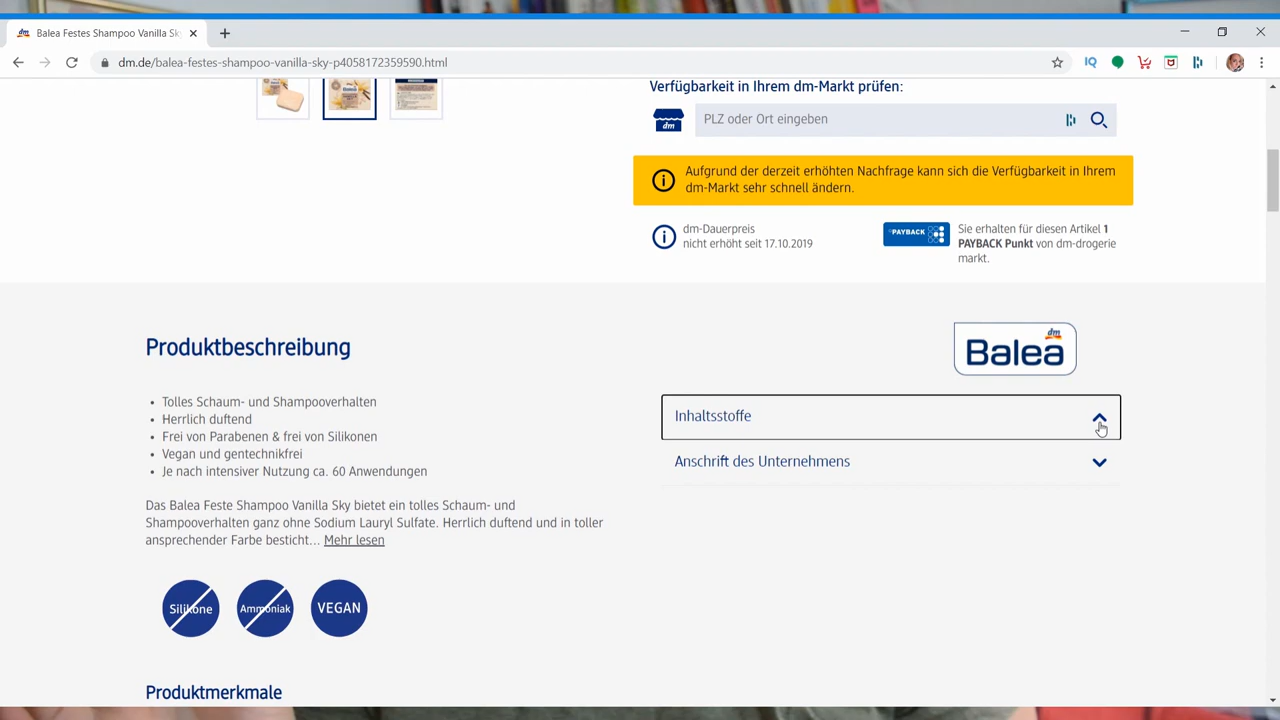 Balea Festes Shampoo Vanilla Sky
dm.de/balea-festes-shampoo-vanilla-sky-p4058172359590.html
IQ
Balea
Verfügbarkeit in Ihrem dm-Markt prüfen:
dm
PLZ oder Ort eingeben
Aufgrund der derzeit erhöhten Nachfrage kann sich die Verfügbarkeit in Ihrem
dm-Markt sehr schnell ändern.
dm-Dauerpreis
nicht erhöht seit 17.10.2019
PAYBACK
Sie erhalten für diesen Artikel 1
PAYBACK Punkt von dm-drogerie
markt.
Produktbeschreibung
dm
Balea
Tolles Schaum- und Shampooverhalten
Herrlich duftend
Frei von Parabenen & frei von Silikonen
Vegan und gentechnikfrei
Je nach intensiver Nutzung ca. 60 Anwendungen
Inhaltsstoffe
Anschrift des Unternehmens
Das Balea Feste Shampoo Vanilla Sky bietet ein tolles Schaum- und
Shampooverhalten ganz ohne Sodium Lauryl Sulfate. Herrlich duftend und in toller
ansprechender Farbe besticht... Mehr lesen
Silikone
Ammoniak
VEGAN
Produktmerkmale